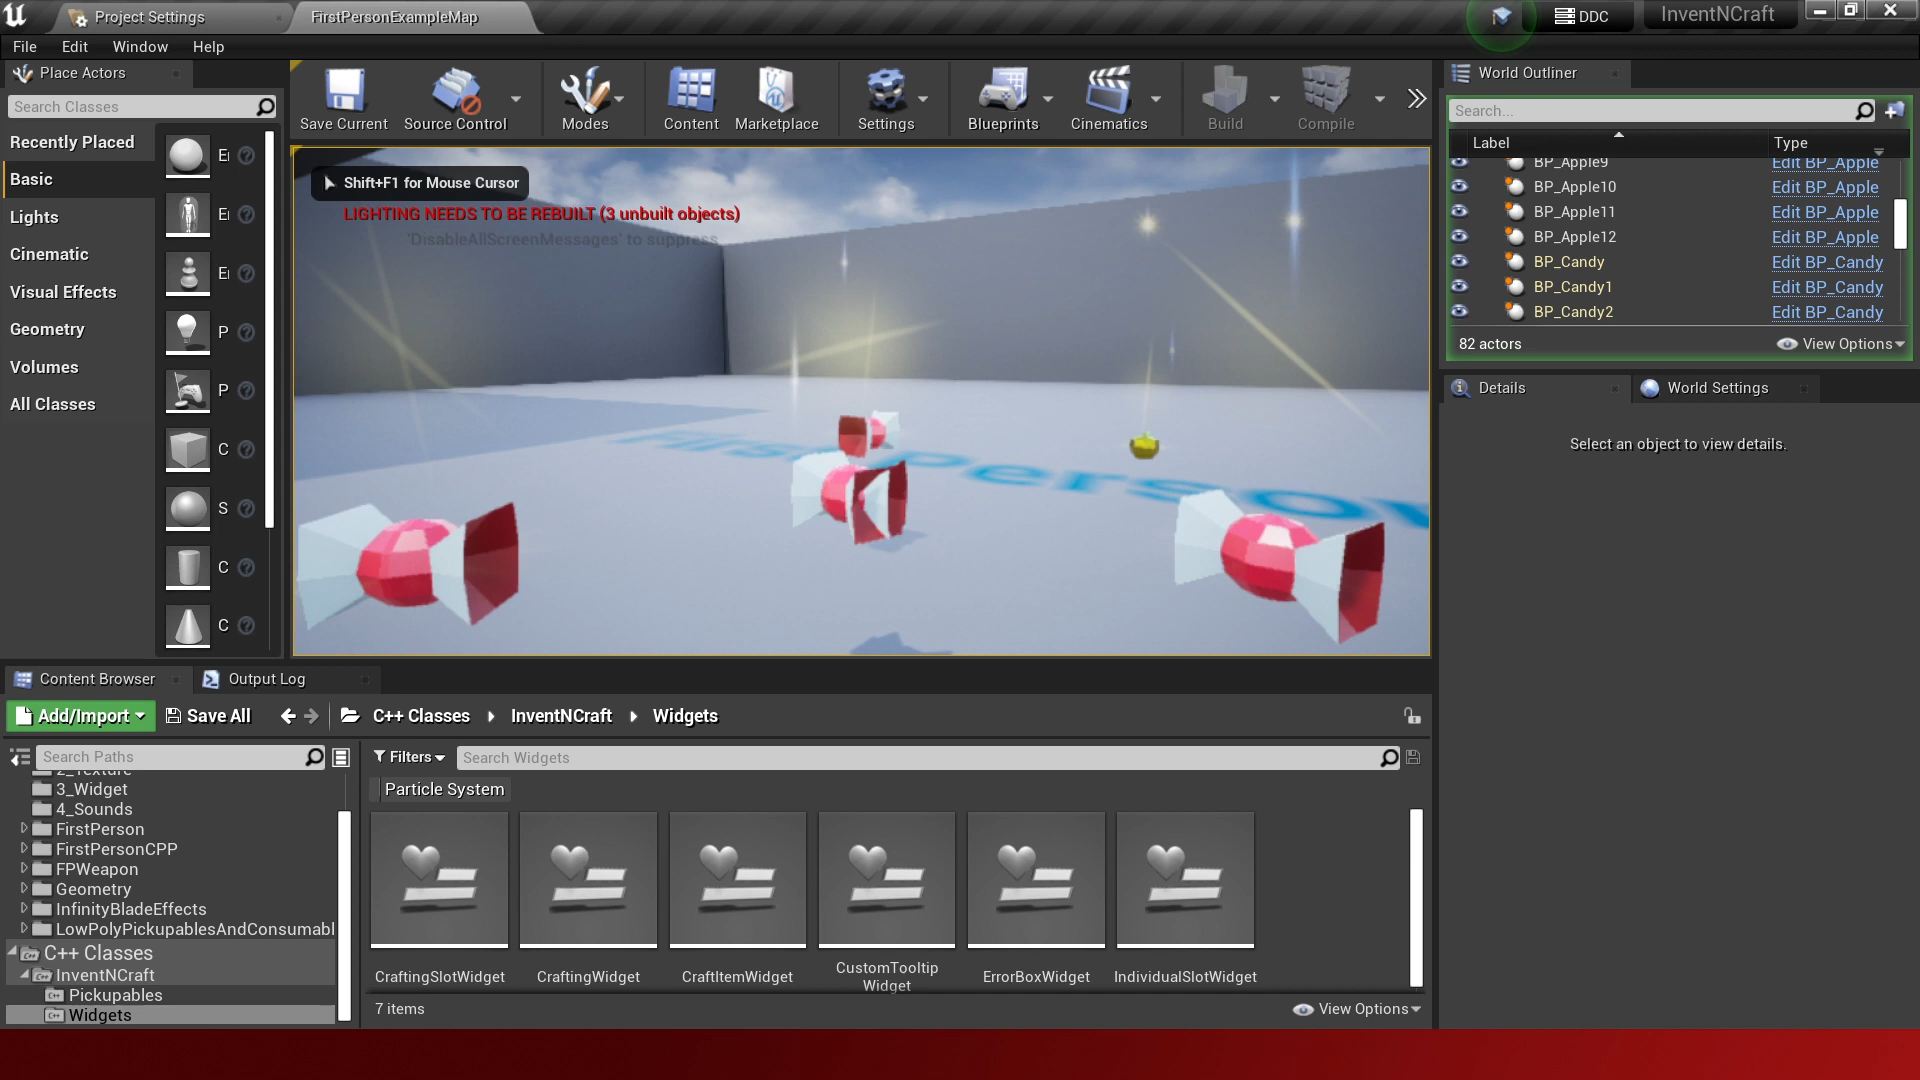 Project Settings
FirstPersonExampleMap
DDC
InventNCraft
File
Edit
Window
Help
Place Actors
World Outliner
Search Classes
Recently Placed
Basic
Lights
Cinematic
Visual Effects
Geometry
Volumes
All Classes
P
P
C
S
C
C
Save Current
Source Control
Modes
Content
Marketplace
Settings
Blueprints
Cinematics
Build
Compile
Shift+F1 for Mouse Cursor
LIGHTING NEEDS TO BE REBUILT (3 unbuilt objects)
'DisableAllScreenMessages' to suppress
Search...
Label
Type
BP_Apple9
Edit BP_Apple
BP_Apple10
Edit BP_Apple
BP_Apple11
Edit BP_Apple
BP_Apple12
Edit BP_Apple
BP_Candy
Edit BP_Candy
BP_Candy1
Edit BP_Candy
BP_Candy2
Edit BP_Candy
82 actors
View Options
Details
World Settings
Select an object to view details.
Content Browser
Output Log
Add/Import
Save All
C++ Classes
InventNCraft
Widgets
Search Paths
Filters
Search Widgets
Particle System
2_Texture
3_Widget
4_Sounds
FirstPerson
FirstPersonCPP
FPWeapon
Geometry
InfinityBladeEffects
LowPolyPickupablesAndConsumabl
C++ Classes
InventNCraft
Pickupables
Widgets
CraftingSlotWidget
CraftingWidget
CraftItemWidget
CustomTooltip
Widget
ErrorBoxWidget
IndividualSlotWidget
7 items
View Options